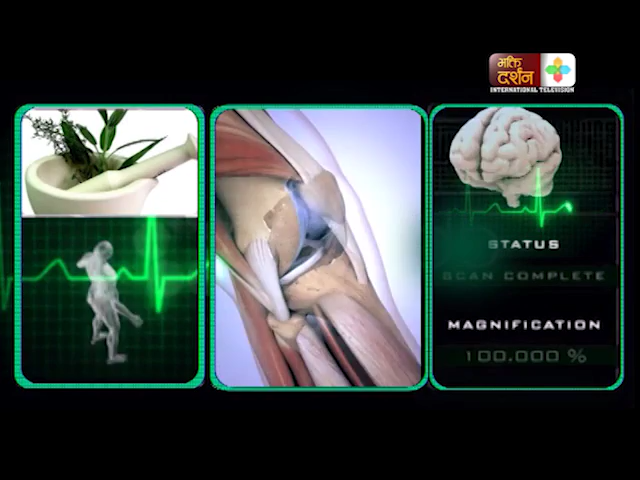 भक्ति
दर्शन
INTERNATIONAL TELEVISION
STATUS
SCAN COMPLETE
MAGNIFICATION
100.000 %